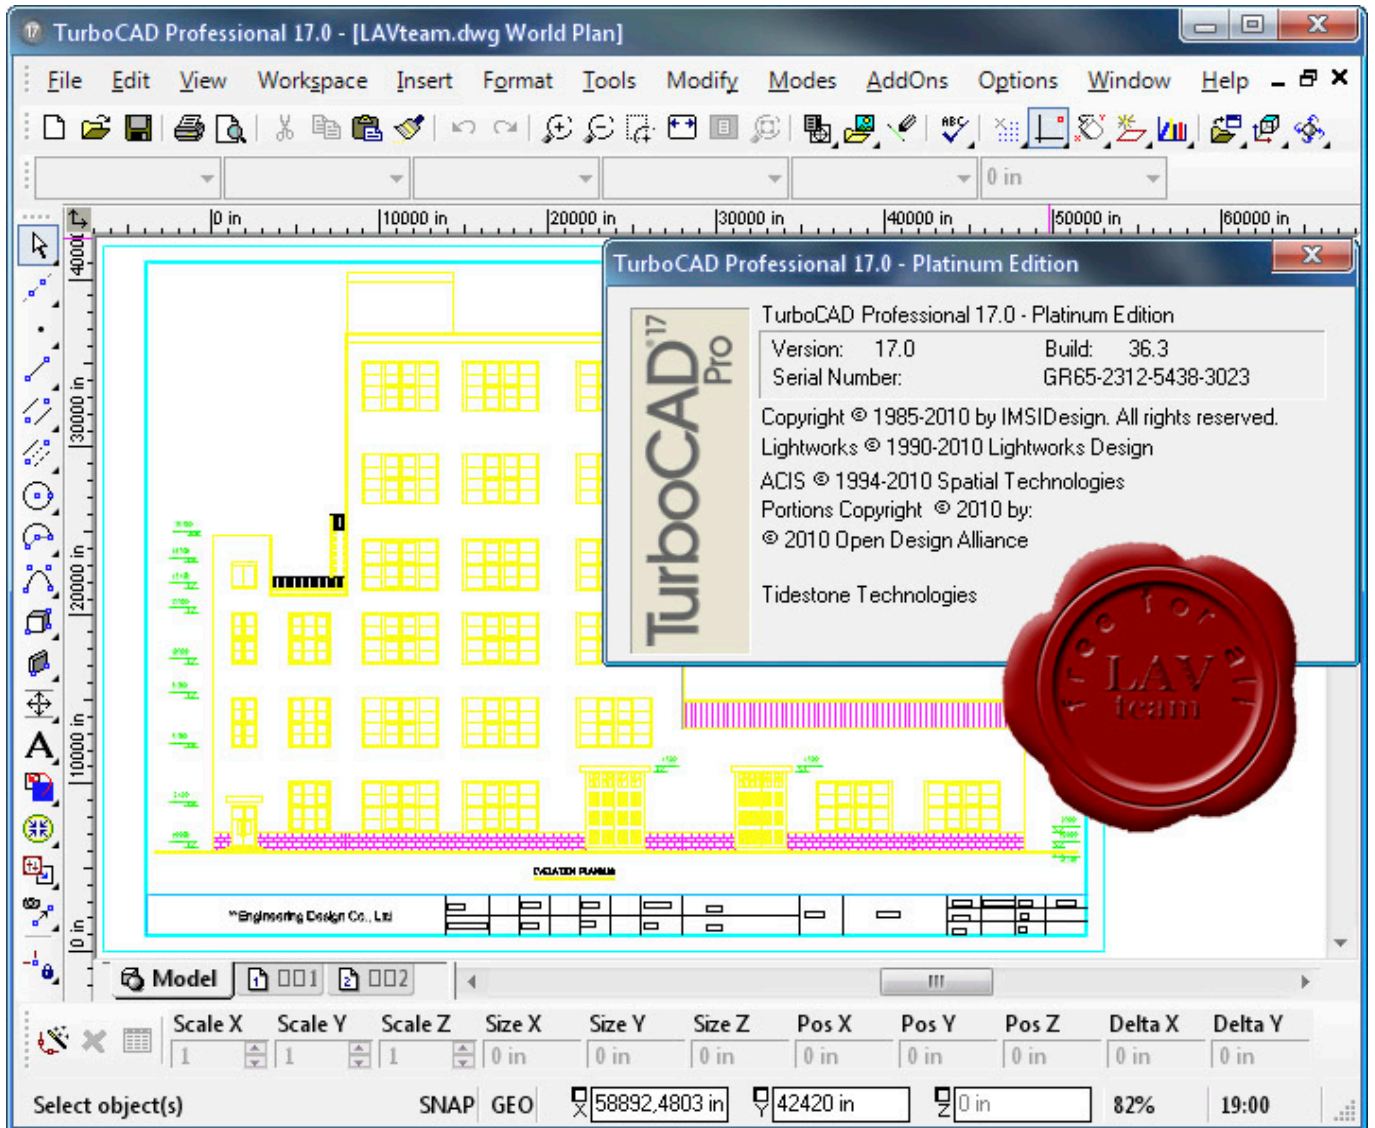 TurboCAD Professional 17.0 - [LAVteam.dwg World Plan]
File Edit View Workspace Insert Format Tools Modify Modes AddOns Options Window Help
ABC
0 in
0 in 10000 in 20000 in 30000 in 40000 in 50000 in 60000 in
40000
30000 in
20000 in
10000 in
0 in
TurboCAD Professional 17.0 - Platinum Edition
TurboCAD 17 Pro
TurboCAD Professional 17.0 - Platinum Edition
Version: 17.0 Build: 36.3
Serial Number: GR65-2312-5438-3023
Copyright © 1985-2010 by IMSIDesign. All rights reserved.
Lightworks © 1990-2010 Lightworks Design
ACIS © 1994-2010 Spatial Technologies
Portions Copyright © 2010 by:
© 2010 Open Design Alliance
Tidestone Technologies
free for all
LAV
team
Engineering Design Co., Ltd
Model 1 2
Scale X Scale Y Scale Z Size X Size Y Size Z Pos X Pos Y Pos Z Delta X Delta Y
1 1 1 0 in 0 in 0 in 0 in 0 in 0 in 0 in 0 in
Select object(s) SNAP GEO X 58892,4803 in Y 42420 in Z 0 in 82% 19:00